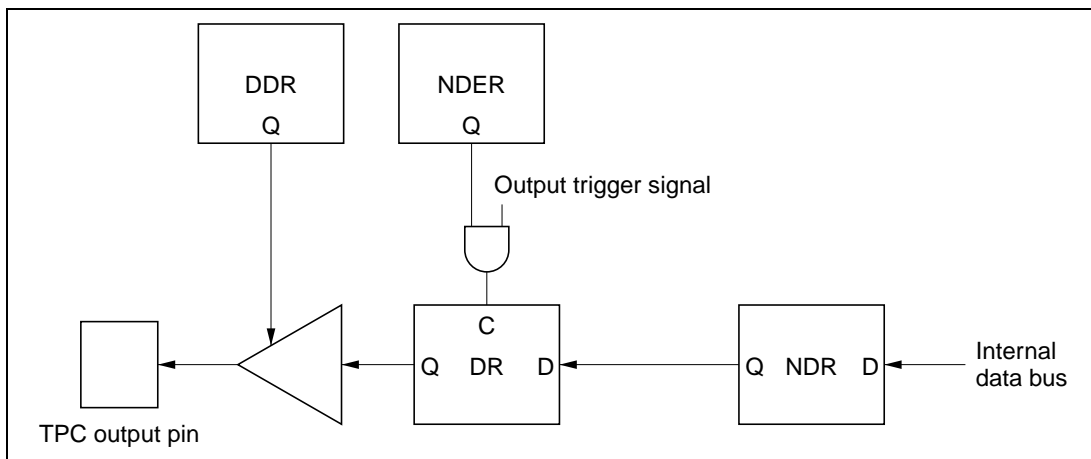 DDR
Q
NDER
Q
Output trigger signal
C
Q DR D
Q NDR D
Internal
data bus
TPC output pin